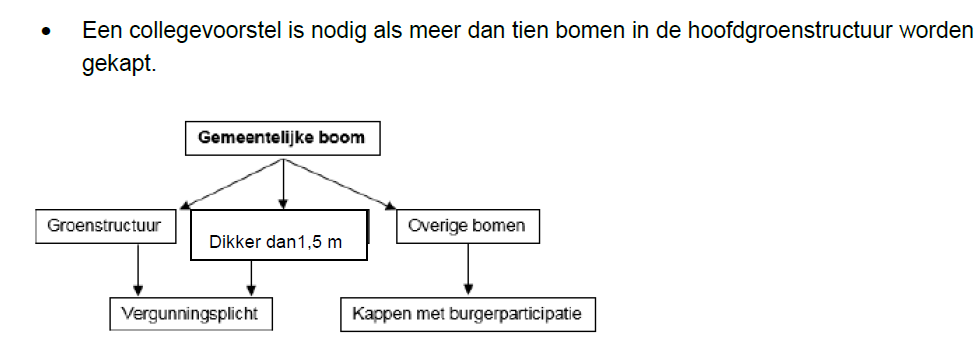 • Een collegevoorstel is nodig als meer dan tien bomen in de hoofdgroenstructuur worden
gekapt.
Gemeentelijke boom
Groenstructuur
Dikker dan1,5 m
Overige bomen
Vergunningsplicht
Kappen met burgerparticipatie